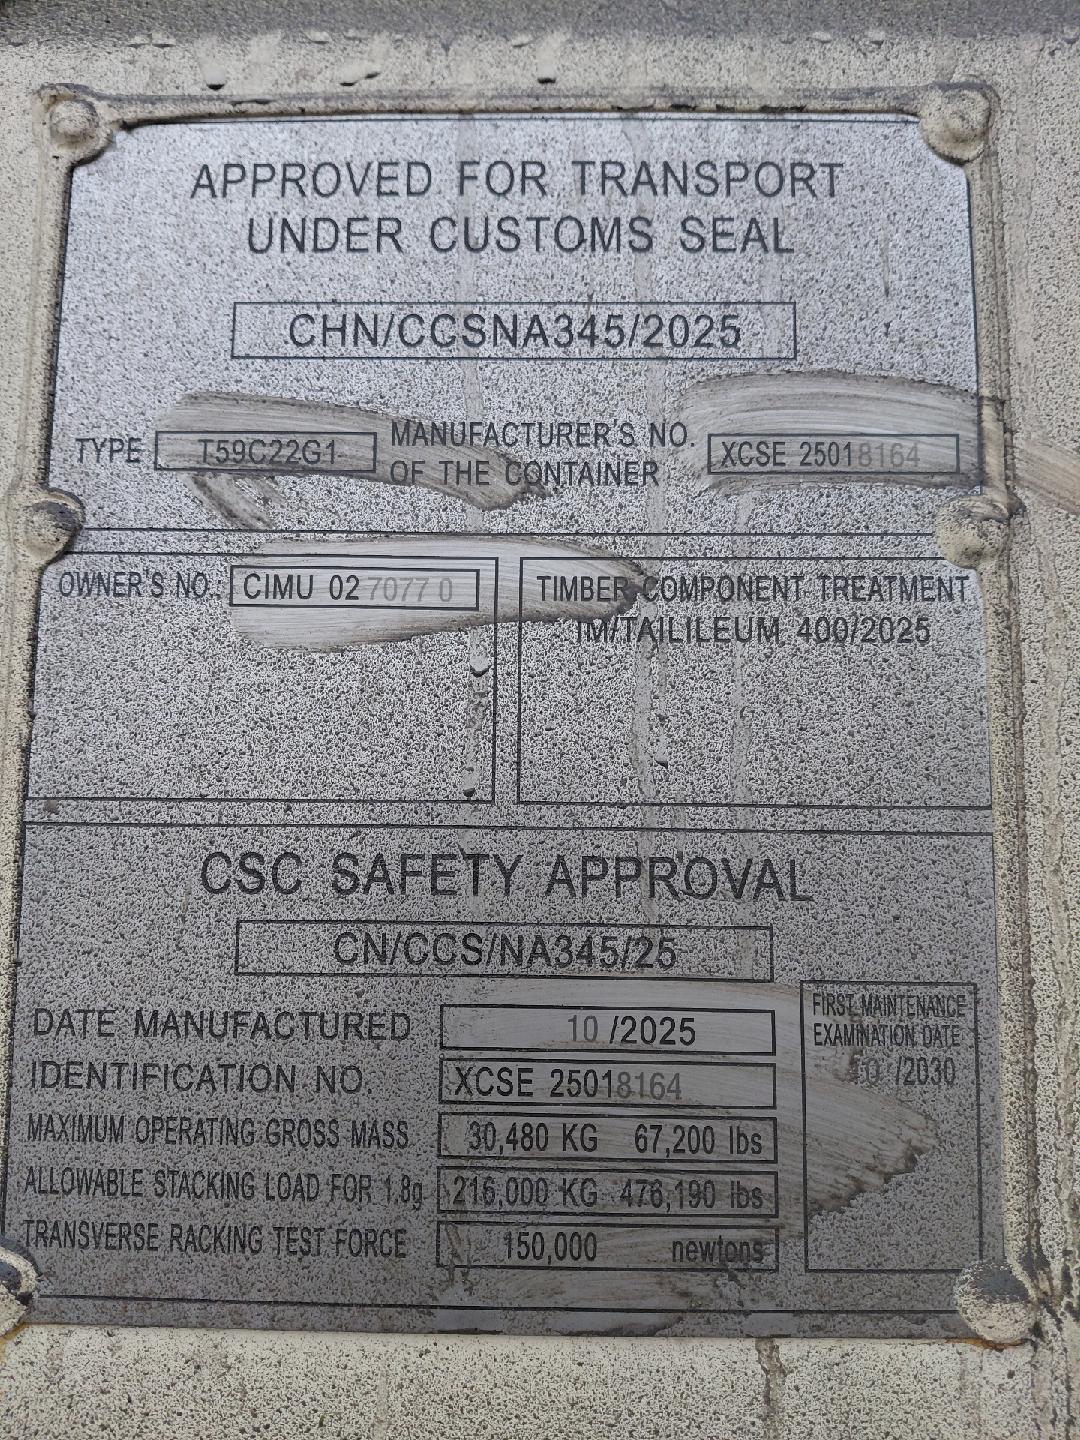 APPROVED FOR TRANSPORT
UNDER CUSTOMS SEAL
CHN/CCSNA345/2025
TYPE T59C22G1
MANUFACTURER'S NO.
OF THE CONTAINER
XCSE 25018164
OWNER'S NO.: CIMU 02 7077 0
TIMBER COMPONENT TREATMENT
IM/TAILILEUM 400/2025
CSC SAFETY APPROVAL
CN/CCS/NA345/25
DATE MANUFACTURED 10 /2025
IDENTIFICATION NO. XCSE 25018164
MAXIMUM OPERATING GROSS MASS 30,480 KG 67,200 lbs
ALLOWABLE STACKING LOAD FOR 1.8g 216,000 KG 476,190 lbs
TRANSVERSE RACKING TEST FORCE 150,000 newtons
FIRST MAINTENANCE
EXAMINATION DATE
10 /2030